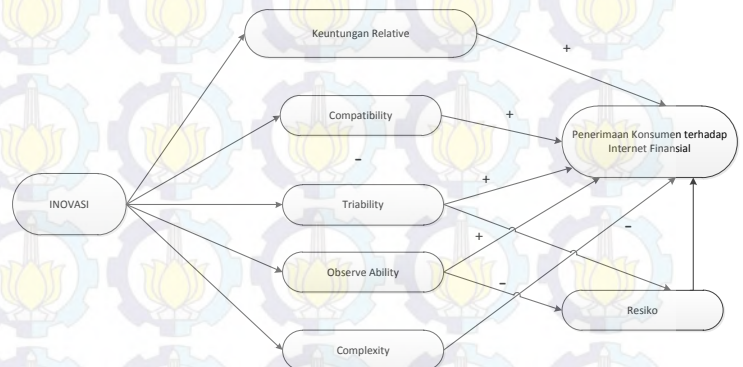 Keuntungan Relative
+
Compatibility
+
Penerimaan Konsumen terhadap
Internet Finansial
-
+
INOVASI
Triability
+
-
Observe Ability
-
Resiko
Complexity